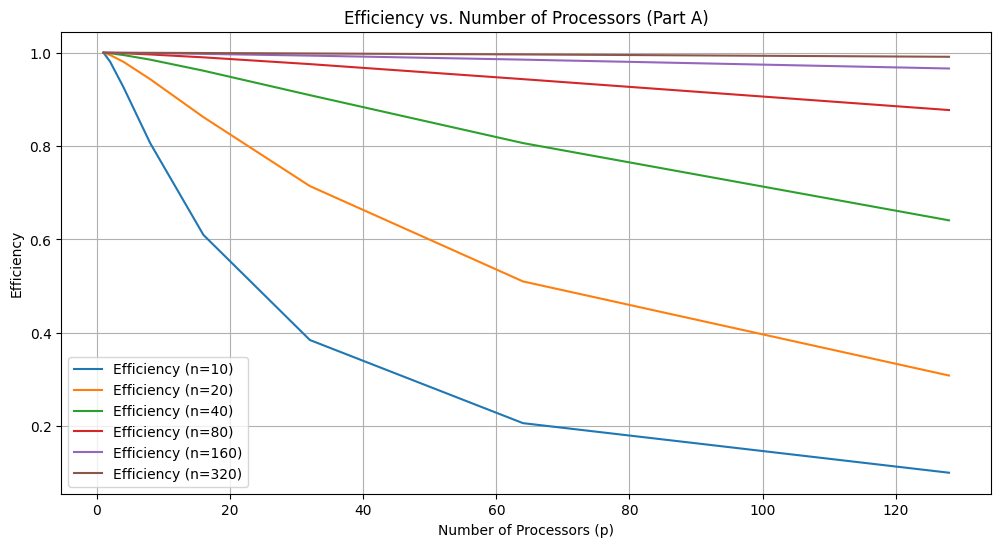 Efficiency vs. Number of Processors (Part A)
Efficiency
1.0
0.8
0.6
0.4
0.2
Efficiency (n=10)
Efficiency (n=20)
Efficiency (n=40)
Efficiency (n=80)
Efficiency (n=160)
Efficiency (n=320)
0 20 40 60 80 100 120
Number of Processors (p)